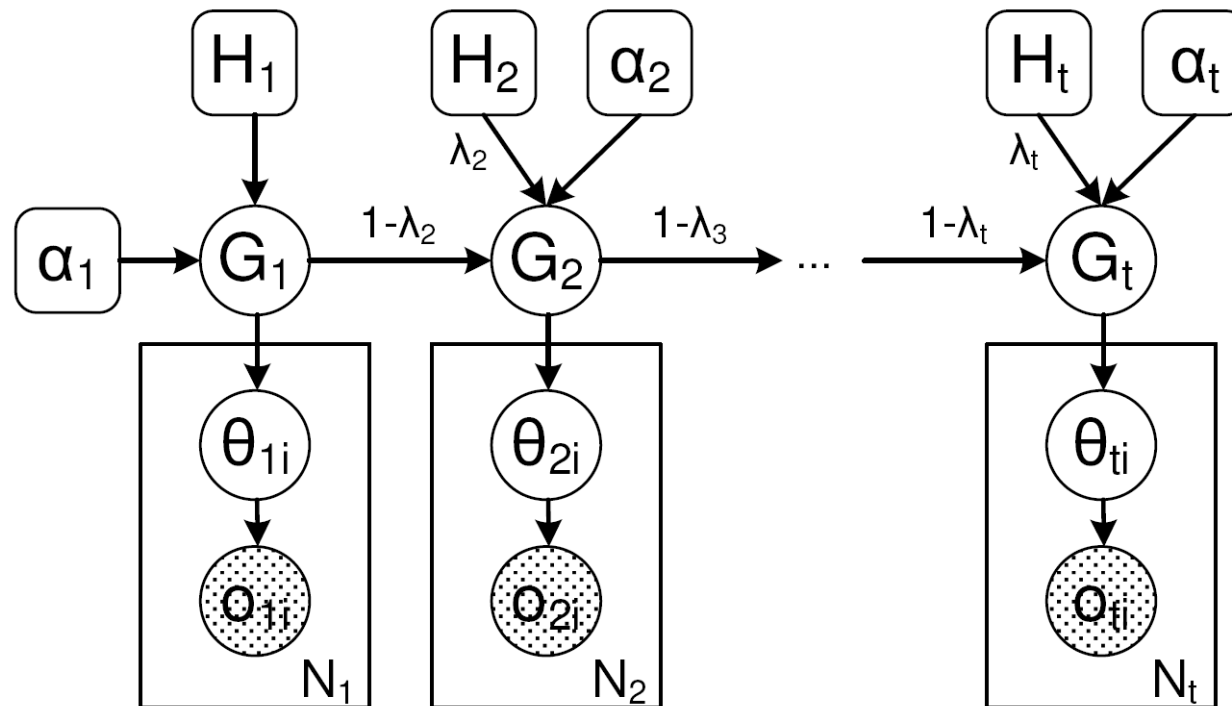 H₁ H₂ α₂ Hₜ αₜ
λ₂ λₜ
α₁ G₁ 1-λ₂ G₂ 1-λ₃ ... 1-λₜ Gₜ
θ₁ᵢ θ₂ᵢ θₜᵢ
o₁ᵢ o₂ᵢ oₜᵢ
N₁ N₂ Nₜ